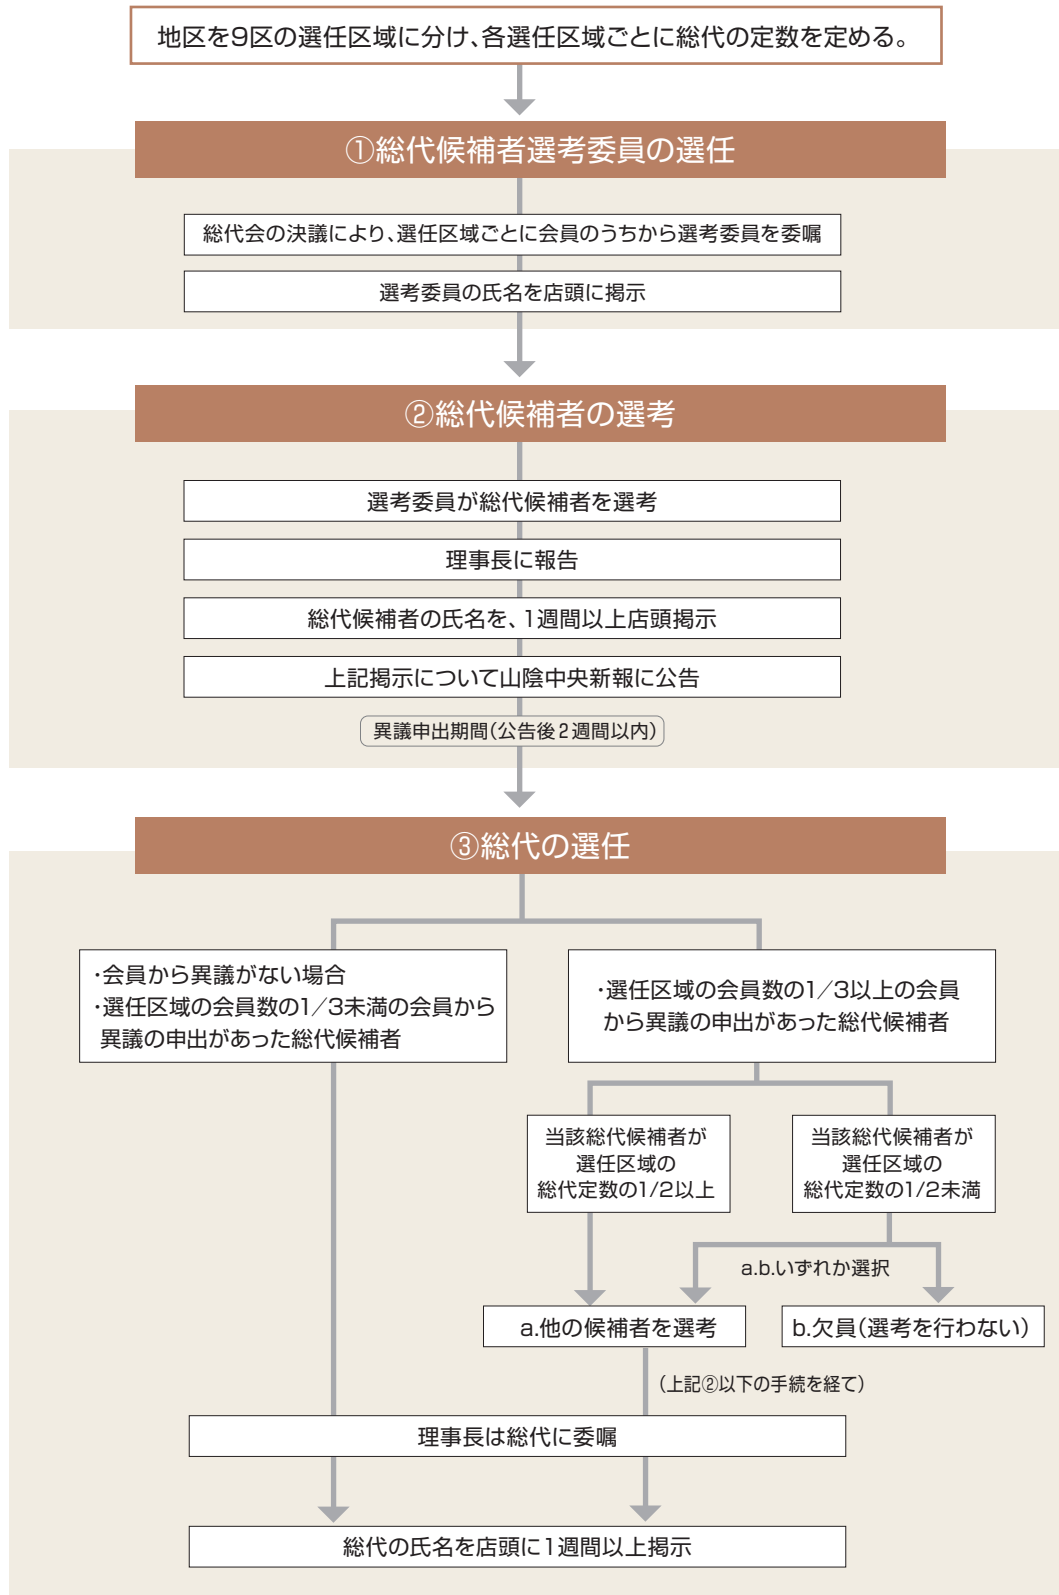 地区を9区の選任区域に分け、各選任区域ごとに総代の定数を定める。
①総代候補者選考委員の選任
総代会の決議により、選任区域ごとに会員のうちから選考委員を委嘱
選考委員の氏名を店頭に掲示
②総代候補者の選考
選考委員が総代候補者を選考
理事長に報告
総代候補者の氏名を、1週間以上店頭掲示
上記掲示について山陰中央新報に公告
異議申出期間(公告後2週間以内)
③総代の選任
・会員から異議がない場合
・選任区域の会員数の1/3未満の会員から
異議の申出があった総代候補者
・選任区域の会員数の1/3以上の会員
から異議の申出があった総代候補者
当該総代候補者が
選任区域の
総代定数の1/2以上
当該総代候補者が
選任区域の
総代定数の1/2未満
a.b.いずれか選択
a.他の候補者を選考
b.欠員(選考を行わない)
(上記②以下の手続を経て)
理事長は総代に委嘱
総代の氏名を店頭に1週間以上掲示